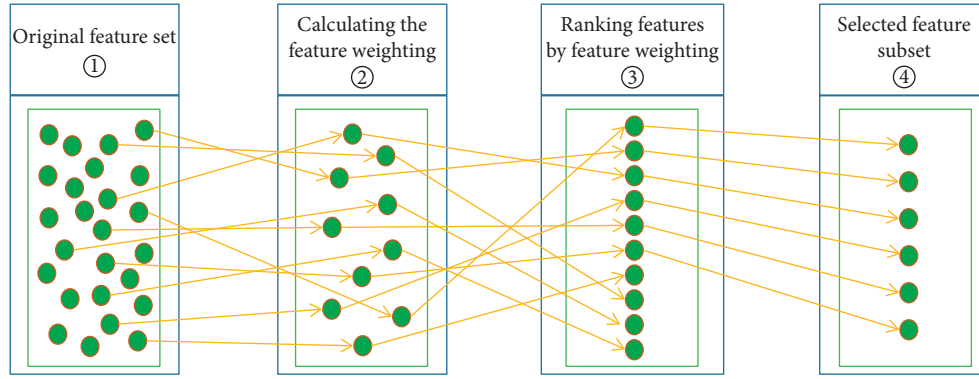 Original feature set
①
Calculating the
feature weighting
②
Ranking features
by feature weighting
③
Selected feature
subset
④